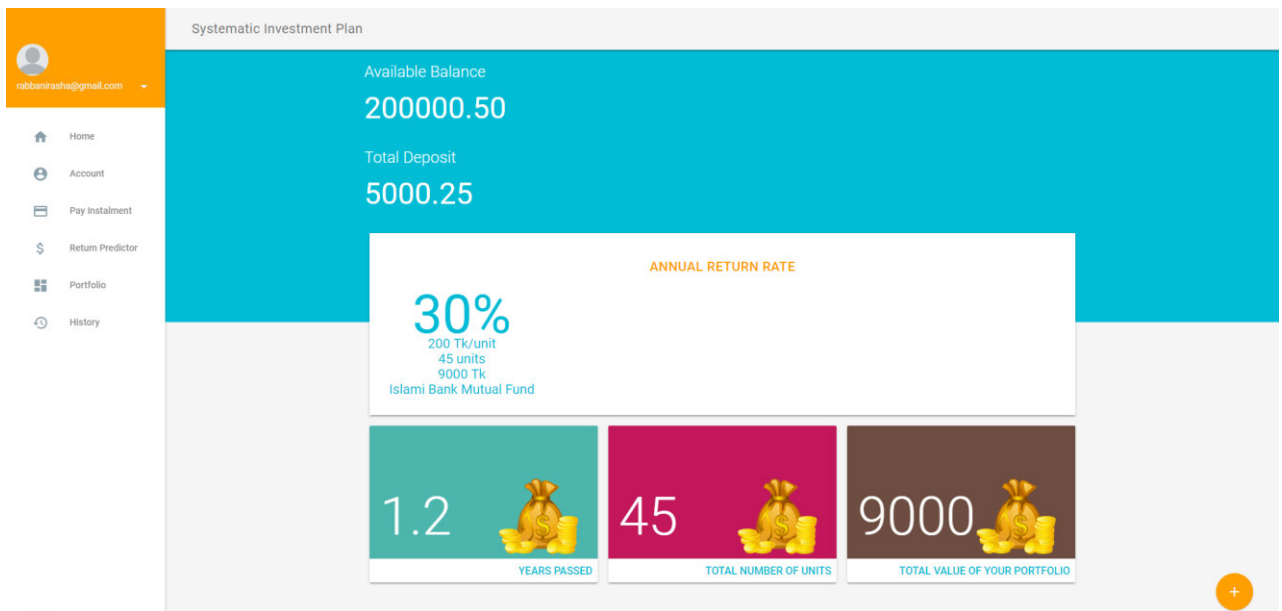 Systematic Investment Plan
rabbanirasha@gmail.com
Home
Account
Pay Instalment
Return Predictor
Portfolio
History
Available Balance
200000.50
Total Deposit
5000.25
ANNUAL RETURN RATE
30%
200 Tk/unit
45 units
9000 Tk
Islami Bank Mutual Fund
1.2
YEARS PASSED
45
TOTAL NUMBER OF UNITS
9000
TOTAL VALUE OF YOUR PORTFOLIO
+